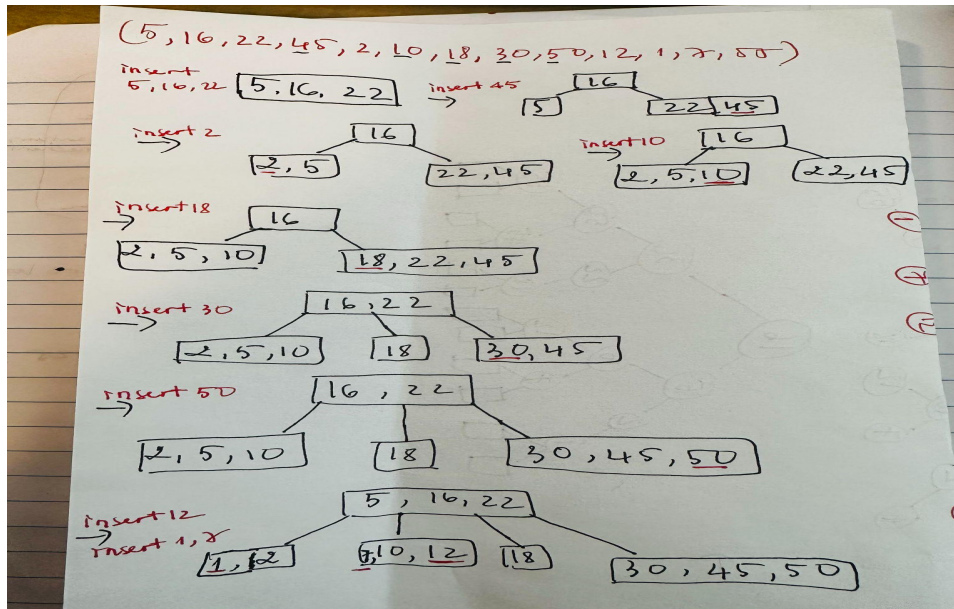 (5, 16, 22, 45, 2, 10, 18, 30, 50, 12, 1, 7, 55)
insert 5, 16, 22
5, 16, 22
insert 45
16
5
22 45
insert 2
16
2, 5
22, 45
insert 10
16
2, 5, 10
22, 45
insert 18
16
2, 5, 10
18, 22, 45
insert 30
16, 22
2, 5, 10
18
30, 45
insert 50
16, 22
2, 5, 10
18
30, 45, 50
insert 12
insert 1, 7
5, 16, 22
1, 2
7, 10, 12
18
30, 45, 50